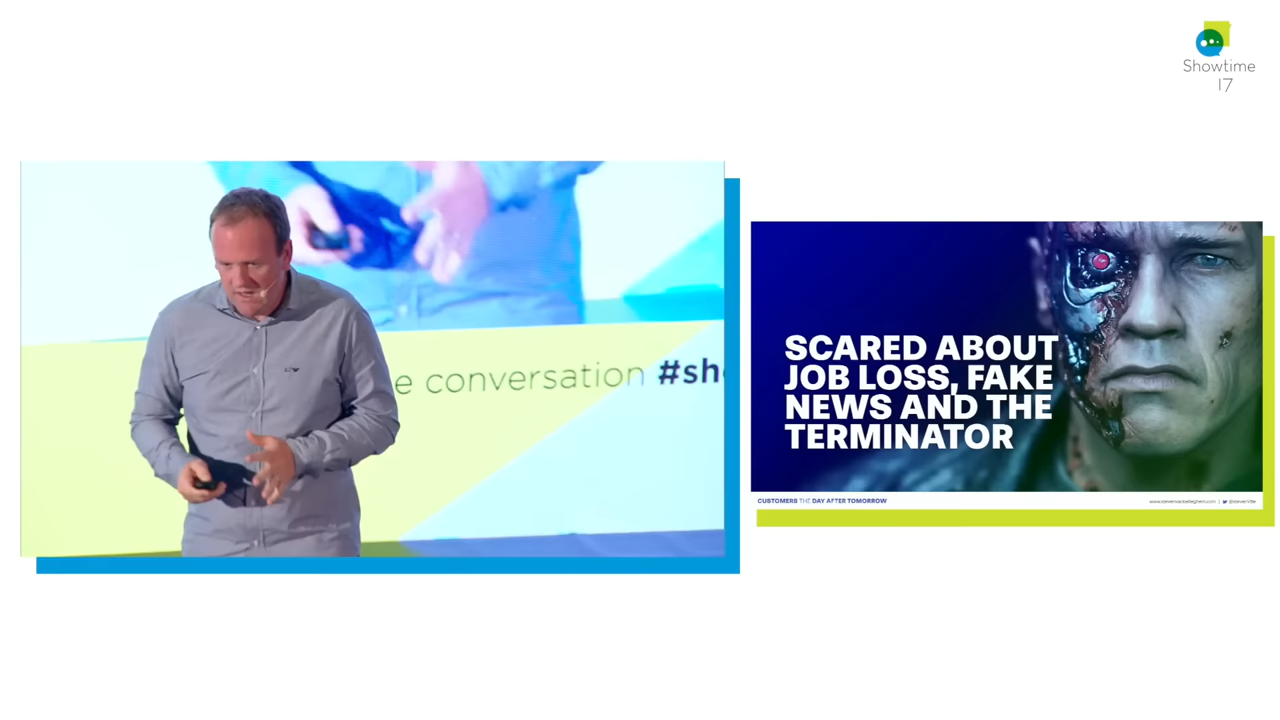 Showtime
17
e conversation #sh
SCARED ABOUT
JOB LOSS, FAKE
NEWS AND THE
TERMINATOR
CUSTOMERS THE DAY AFTER TOMORROW